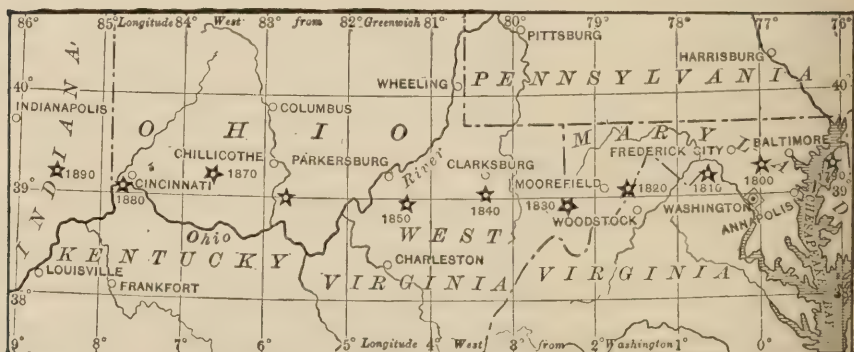 86° 85° Longitude 84° West 83° from 82° Greenwich 81° 80° 79° 78° 77° 76°
PITTSBURG
HARRISBURG
WHEELING
PENNSYLVANIA
40° 40°
INDIANAPOLIS
INDIANA
COLUMBUS
OHIO
MARYLAND
FREDERICK CITY
BALTIMORE
CHILLICOTHE
PARKERSBURG
River
CLARKSBURG
1890
1870
1810
1800
CINCINNATI
MOOREFIELD
1820
39° 39°
1880
1850
1840
1830
WASHINGTON
WOODSTOCK
ANNAPOLIS
CHESAPEAKE
BAY
Ohio
WEST
KENTUCKY
VIRGINIA
VIRGINIA
CHARLESTON
LOUISVILLE
FRANKFORT
38° 38°
9° 8° 7° 6° 5° Longitude 4° West 3° from 2° Washington 1° 0° 1°